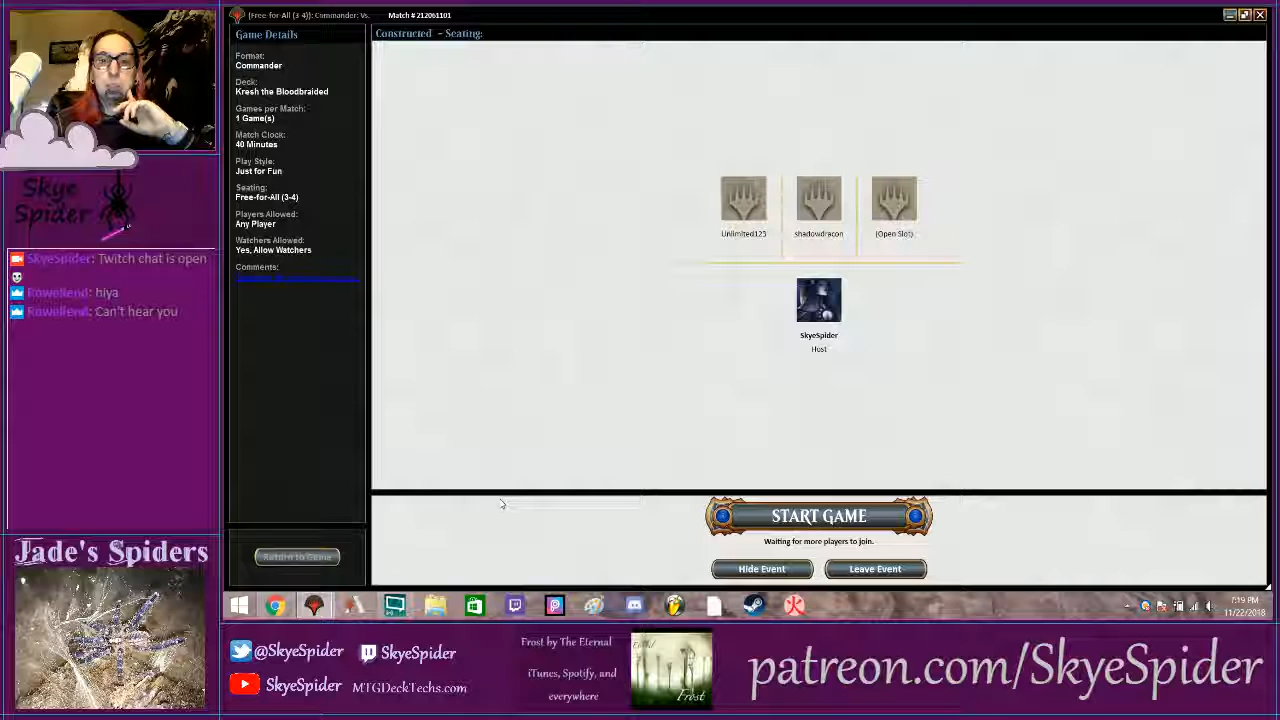 (Free-for-All (3-4)): Commander: Vs. Match # 212061101
Game Details
Format:
Commander
Deck:
Kresh the Bloodbraided
Games per Match:
1 Game(s)
Match Clock:
40 Minutes
Play Style:
Just for Fun
Seating:
Free-for-All (3-4)
Players Allowed:
Any Player
Watchers Allowed:
Yes, Allow Watchers
Comments:
Return to Game
Constructed - Seating:
Unlimited123 shadowdracon (Open Slot)
SkyeSpider
Host
START GAME
Waiting for more players to join.
Hide Event Leave Event
Skye
Spider
SkyeSpider: Twitch chat is open
Rowellend: hiya
Rowellend: Can't hear you
Jade's Spiders
7:19 PM
11/22/2018
@SkyeSpider SkyeSpider
SkyeSpider MTGDeckTechs.com
Frost by The Eternal
iTunes, Spotify, and
everywhere
Frost
patreon.com/SkyeSpider